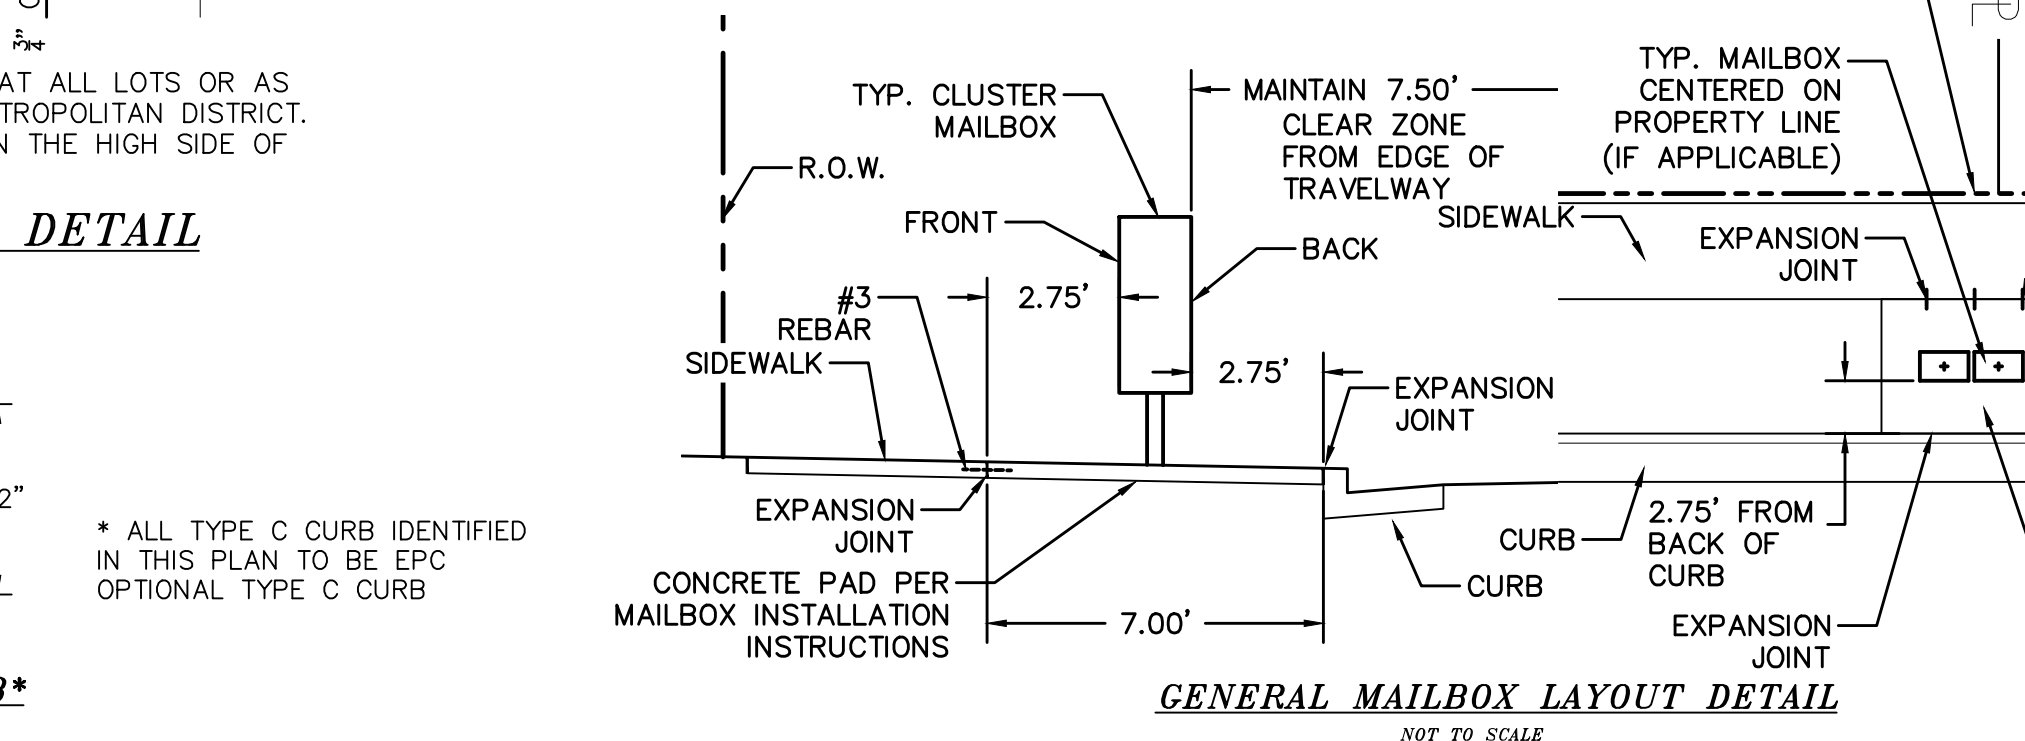 3/4"
AT ALL LOTS OR AS
TROPOLITAN DISTRICT.
N THE HIGH SIDE OF
DETAIL
2"
* ALL TYPE C CURB IDENTIFIED
IN THIS PLAN TO BE EPC
OPTIONAL TYPE C CURB
B*
TYP. CLUSTER
MAILBOX
R.O.W.
FRONT
MAINTAIN 7.50'
CLEAR ZONE
FROM EDGE OF
TRAVELWAY
BACK
#3
REBAR
2.75'
SIDEWALK
2.75'
EXPANSION
JOINT
EXPANSION
JOINT
CONCRETE PAD PER
MAILBOX INSTALLATION
INSTRUCTIONS
7.00'
CURB
TYP. MAILBOX
CENTERED ON
PROPERTY LINE
(IF APPLICABLE)
SIDEWALK
EXPANSION
JOINT
CURB
2.75' FROM
BACK OF
CURB
EXPANSION
JOINT
GENERAL MAILBOX LAYOUT DETAIL
NOT TO SCALE